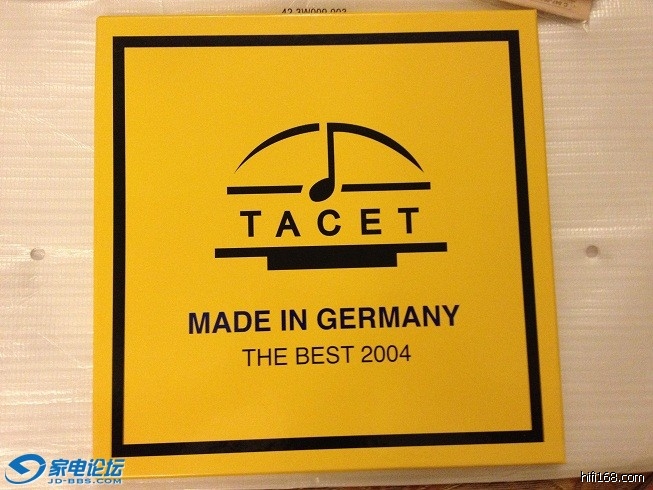 TACET
MADE IN GERMANY
THE BEST 2004
家电论坛
JD-BBS.COM
hifi168.com